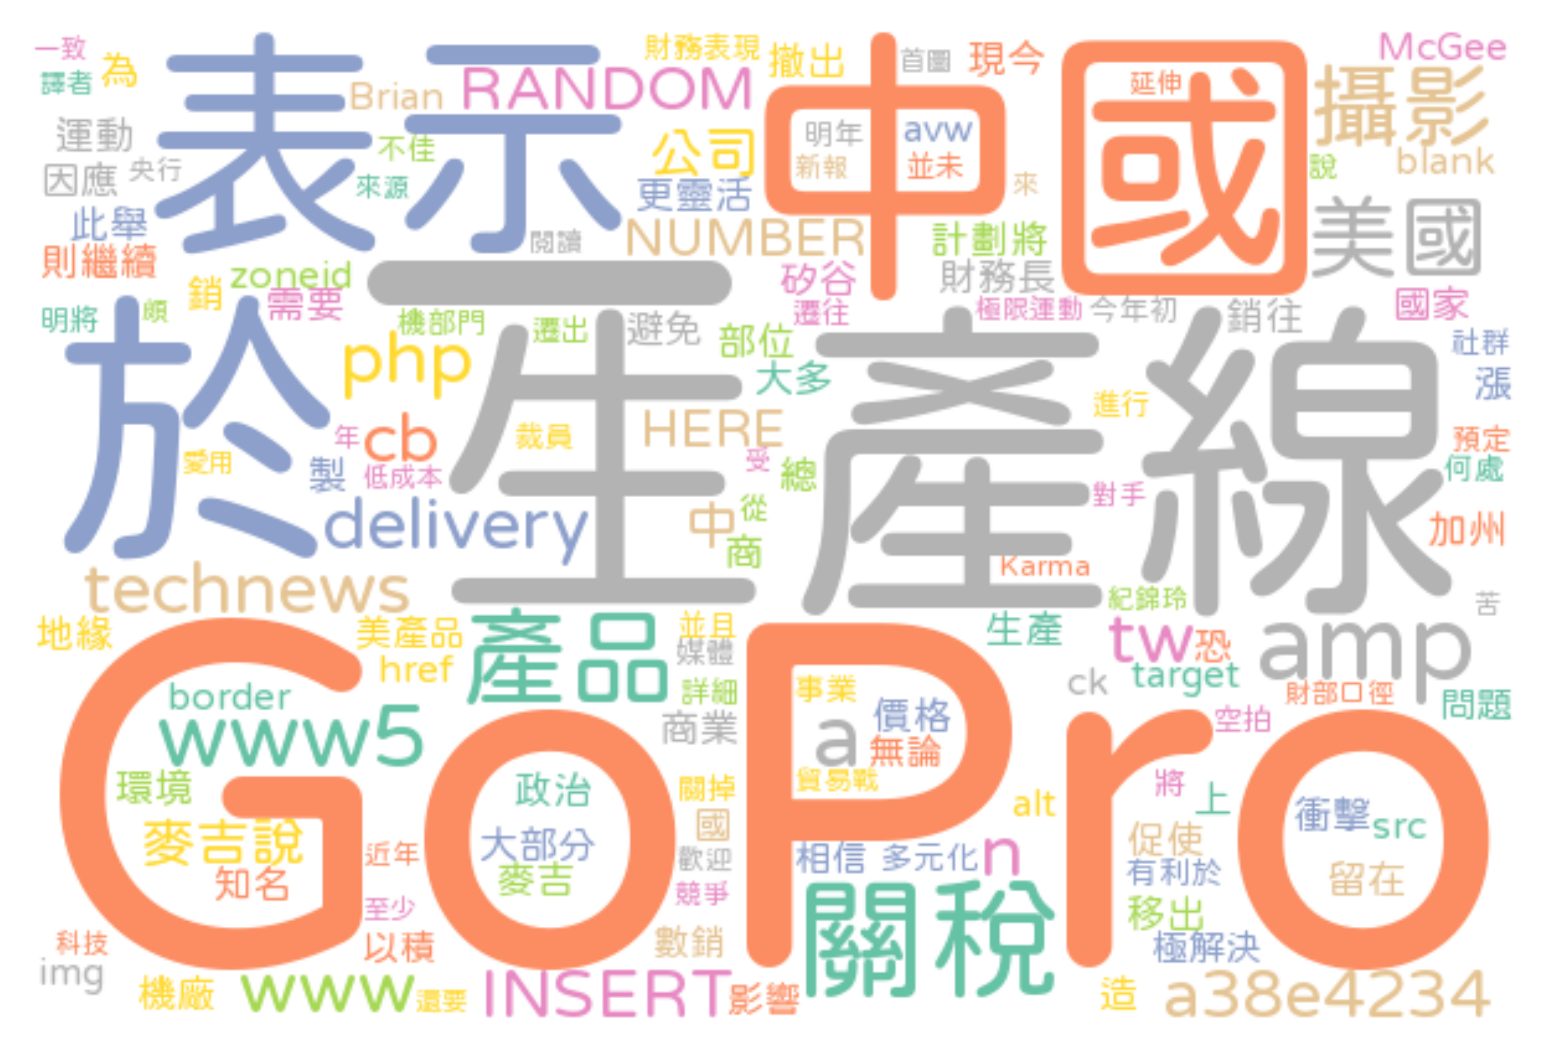 一致 財務表現 撤出 首圖 現今 McGee
譯者 為 表示 Brian RANDOM 中國 延伸 攝影
運動 不佳 公司 明年 avw blank
因應 央行 來源 更靈活 新報 並未 來 說
此舉 閱讀 NUMBER 計劃將 美國
則繼續 zoneid 矽谷 財務長
銷 需要 遷往 極限運動 今年初 銷往 國家
明將 頗 機部門 遷出 避免 部位 社群
於 php 生產線 大多 漲
年 cb 裁員 HERE 進行 預定
愛用 製 低成本 受 總 何處
delivery 中 從 對手 加州
technews 商 Karma 紀錦玲 苦
地緣 美產品 產品 並且 生產 tw 恐 amp
href 媒體 ck target
border 詳細 事業 財部口徑 問題
www5 商業 a 價格 空拍
GoPro 無論
環境 政治 關掉 貿易戰 alt 將 上
麥吉說 大部分 國 促使 衝擊 src
近年 歡迎 相信 多元化 n 有利於
知名 麥吉 競爭 留在
至少 關稅 移出
科技 以積 數銷 極解決
img 機廠 www 還要 INSERT 影響 造 a38e4234